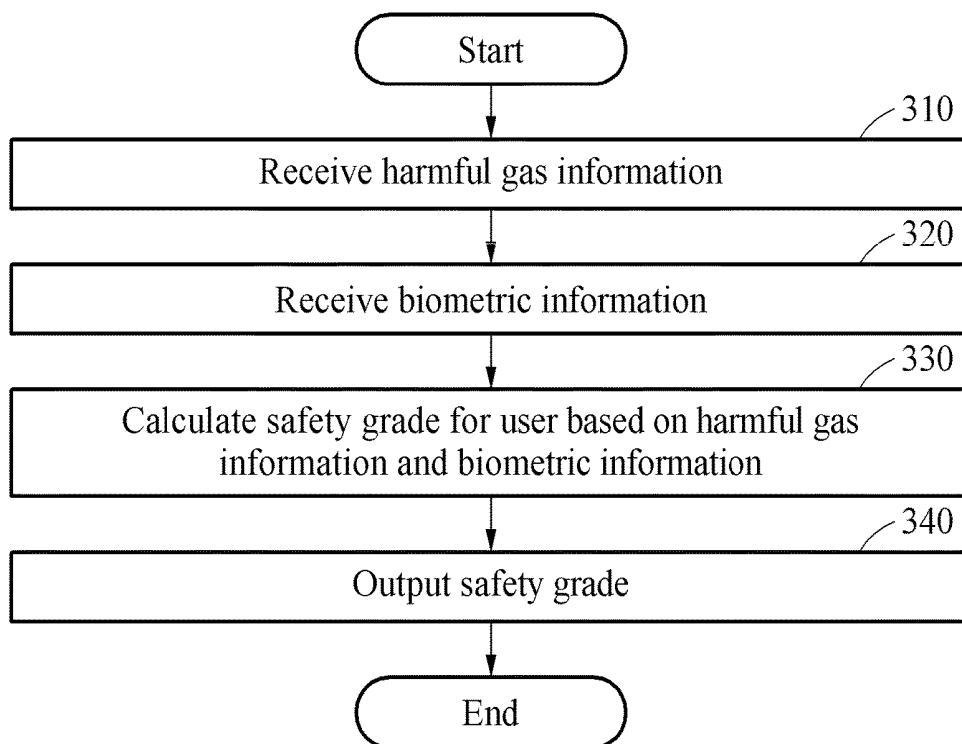 Start
310
Receive harmful gas information
320
Receive biometric information
330
Calculate safety grade for user based on harmful gas
information and biometric information
340
Output safety grade
End